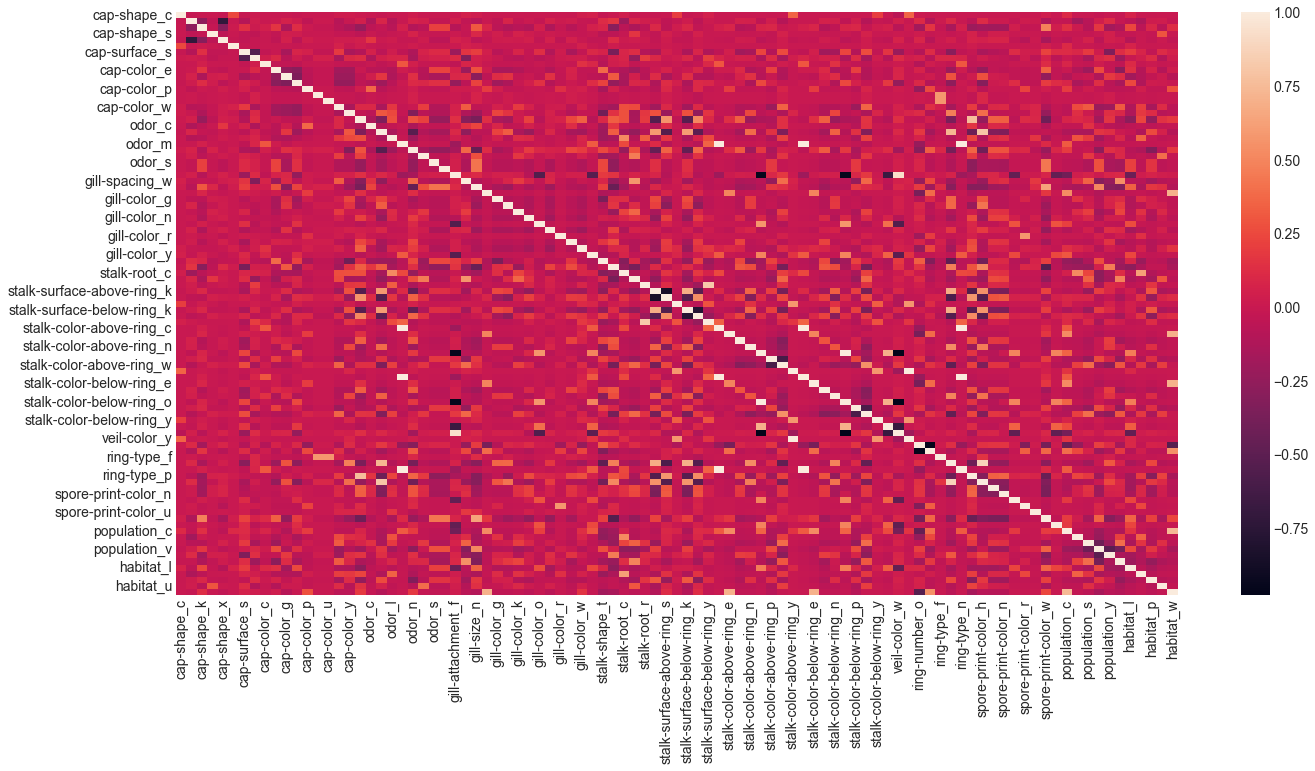 cap-shape_c
cap-shape_s
cap-surface_s
cap-color_e
cap-color_p
cap-color_w
odor_c
odor_m
odor_s
gill-spacing_w
gill-color_g
gill-color_n
gill-color_r
gill-color_y
stalk-root_c
stalk-surface-above-ring_k
stalk-surface-below-ring_k
stalk-color-above-ring_c
stalk-color-above-ring_n
stalk-color-above-ring_w
stalk-color-below-ring_e
stalk-color-below-ring_o
stalk-color-below-ring_y
veil-color_y
ring-type_f
ring-type_p
spore-print-color_n
spore-print-color_u
population_c
population_v
habitat_l
habitat_u
cap-shape_c
cap-shape_k
cap-shape_x
cap-surface_s
cap-color_c
cap-color_g
cap-color_p
cap-color_u
cap-color_y
odor_c
odor_l
odor_n
odor_s
gill-attachment_f
gill-size_n
gill-color_g
gill-color_k
gill-color_o
gill-color_r
gill-color_w
stalk-shape_t
stalk-root_c
stalk-root_r
stalk-surface-above-ring_s
stalk-surface-below-ring_k
stalk-surface-below-ring_y
stalk-color-above-ring_e
stalk-color-above-ring_n
stalk-color-above-ring_p
stalk-color-above-ring_y
stalk-color-below-ring_e
stalk-color-below-ring_n
stalk-color-below-ring_p
stalk-color-below-ring_y
veil-color_w
ring-number_o
ring-type_f
ring-type_n
spore-print-color_h
spore-print-color_n
spore-print-color_r
spore-print-color_w
population_c
population_s
population_y
habitat_l
habitat_p
habitat_w
1.00
0.75
0.50
0.25
0.00
−0.25
−0.50
−0.75